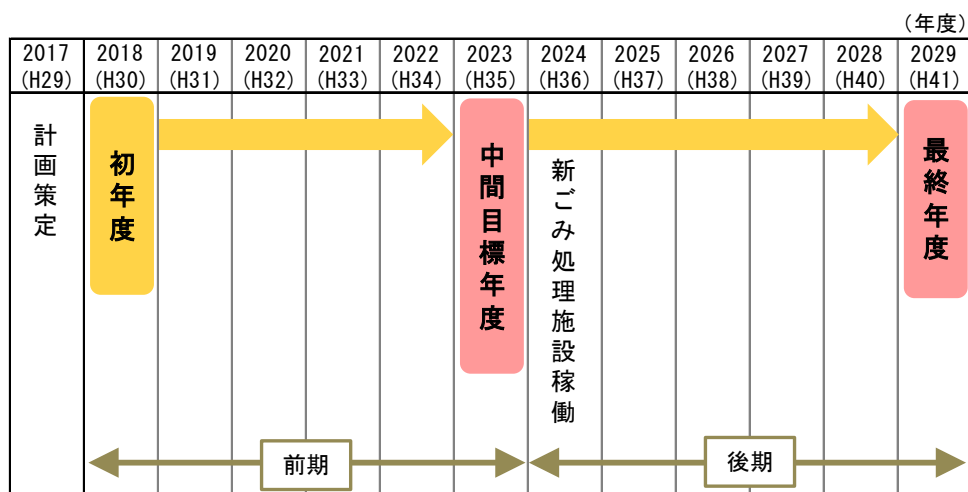 （年度）
2017 2018 2019 2020 2021 2022 2023 2024 2025 2026 2027 2028 2029
(H29) (H30) (H31) (H32) (H33) (H34) (H35) (H36) (H37) (H38) (H39) (H40) (H41)
計画策定
初年度
中間目標年度
新ごみ処理施設稼働
最終年度
前期
後期